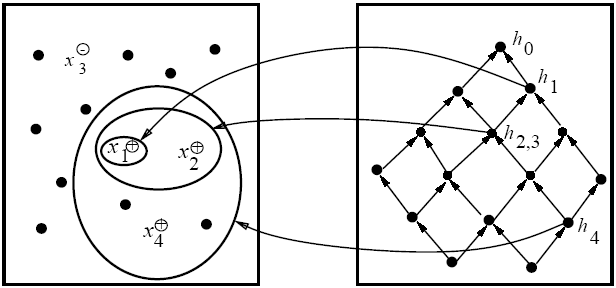 x3⊖
x1⊕
x2⊕
x4⊕
h0
h1
h2,3
h4